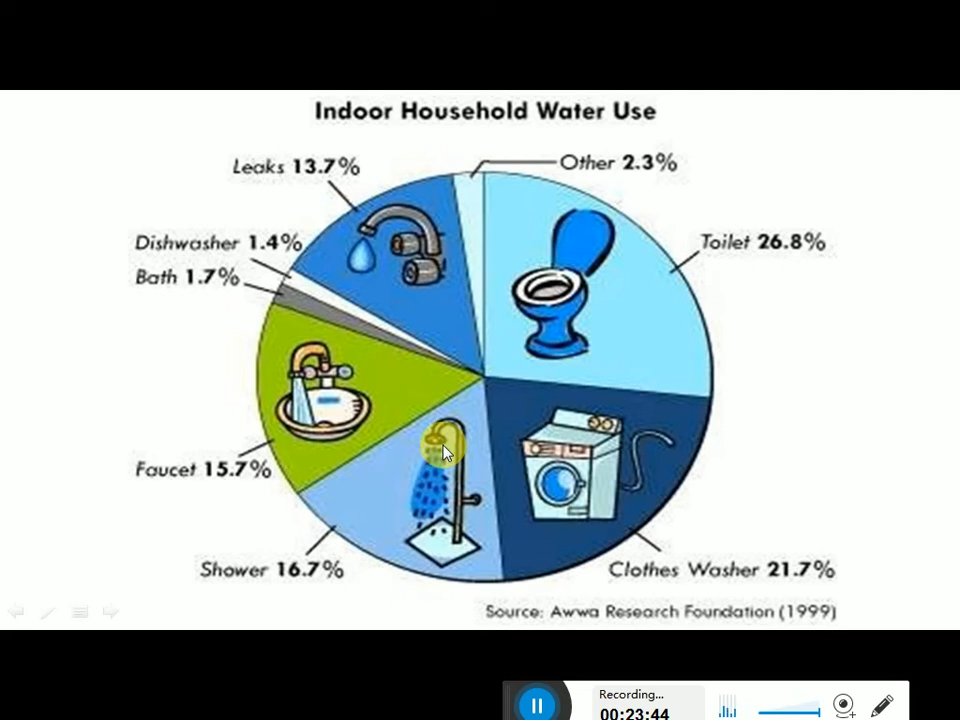 Indoor Household Water Use
Leaks 13.7%
Other 2.3%
Dishwasher 1.4%
Toilet 26.8%
Bath 1.7%
Faucet 15.7%
Shower 16.7%
Clothes Washer 21.7%
Source: Awwa Research Foundation (1999)
Recording...
00:23:44